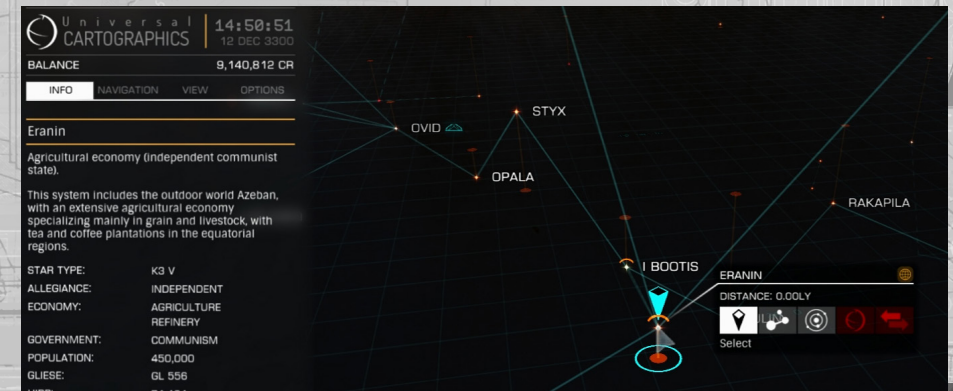 Universal
CARTOGRAPHICS
14:50:51
12 DEC 3300
BALANCE 9,140,812 CR
INFO NAVIGATION VIEW OPTIONS
Eranin
Agricultural economy (independent communist
state).
This system includes the outdoor world Azeban,
with an extensive agricultural economy
specializing mainly in grain and livestock, with
tea and coffee plantations in the equatorial
regions.
STAR TYPE: K3 V
ALLEGIANCE: INDEPENDENT
ECONOMY: AGRICULTURE
REFINERY
GOVERNMENT: COMMUNISM
POPULATION: 450,000
GLIESE: GL 556
OVID
STYX
OPALA
RAKAPILA
I BOOTIS
ERANIN
DISTANCE: 0.00LY
Select